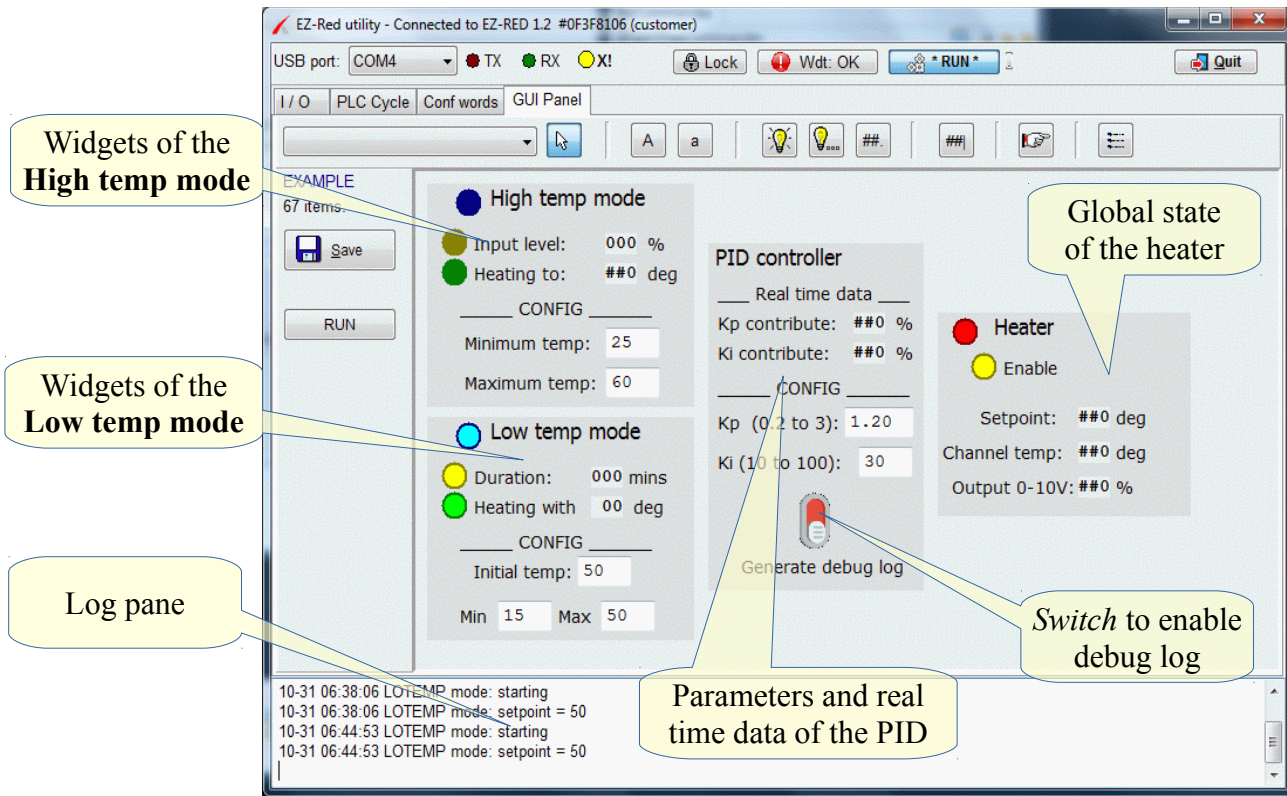 EZ-Red utility - Connected to EZ-RED 1.2 #0F3F8106 (customer)
USB port: COM4 TX RX X! Lock Wdt: OK * RUN * Quit
I / O PLC Cycle Conf words GUI Panel
A a ##. ##|
EXAMPLE
67 items.
Save
RUN
Widgets of the
High temp mode
Widgets of the
Low temp mode
Log pane
High temp mode
Input level: 000 %
Heating to: ##0 deg
_____ CONFIG ______
Minimum temp: 25
Maximum temp: 60
Low temp mode
Duration: 000 mins
Heating with 00 deg
_____ CONFIG ______
Initial temp: 50
Min 15 Max 50
PID controller
___ Real time data ___
Kp contribute: ##0 %
Ki contribute: ##0 %
_____ CONFIG ______
Kp (0.2 to 3): 1.20
Ki (10 to 100): 30
Generate debug log
Global state
of the heater
Heater
Enable
Setpoint: ##0 deg
Channel temp: ##0 deg
Output 0-10V: ##0 %
Switch to enable
debug log
Parameters and real
time data of the PID
10-31 06:38:06 LOTEMP mode: starting
10-31 06:38:06 LOTEMP mode: setpoint = 50
10-31 06:44:53 LOTEMP mode: starting
10-31 06:44:53 LOTEMP mode: setpoint = 50